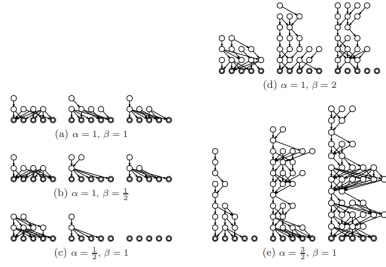 (d) α = 1, β = 2
(a) α = 1, β = 1
(b) α = 1, β = 1/2
(c) α = 1/2, β = 1
(e) α = 3/2, β = 1